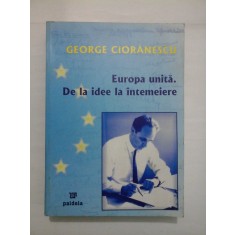 GEORGE CIORĂNESCU
Europa unită.
De la idee la întemeiere
paideia